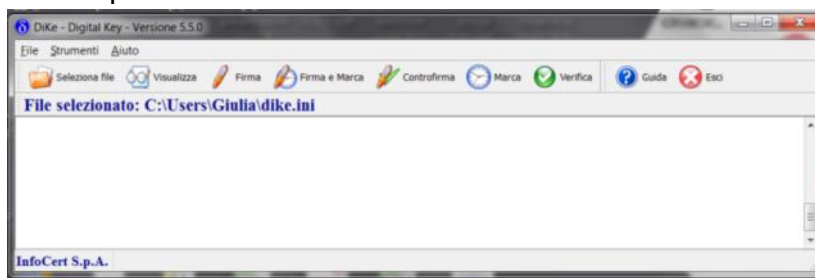 DiKe - Digital Key - Versione 5.5.0
File Strumenti Aiuto
Seleziona file Visualizza Firma Firma e Marca Controfirma Marca Verifica Guida Esci
File selezionato: C:\Users\Giulia\dike.ini
InfoCert S.p.A.